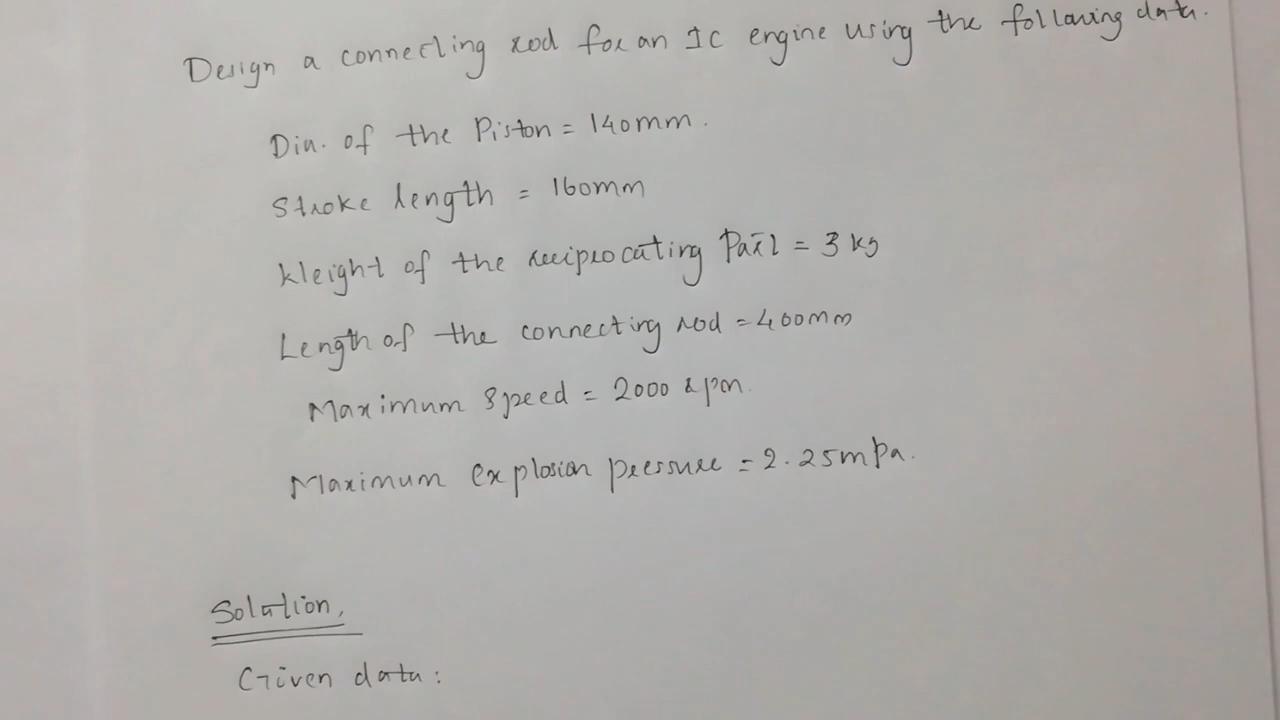 Design a connecting rod for an IC engine using the following data.
Dia. of the Piston = 140mm.
Stroke length = 160mm
Weight of the reciprocating Part = 3 kg
Length of the connecting rod = 400mm
Maximum Speed = 2000 rpm.
Maximum explosion pressure = 2.25mpa.
Solution,
Given data: